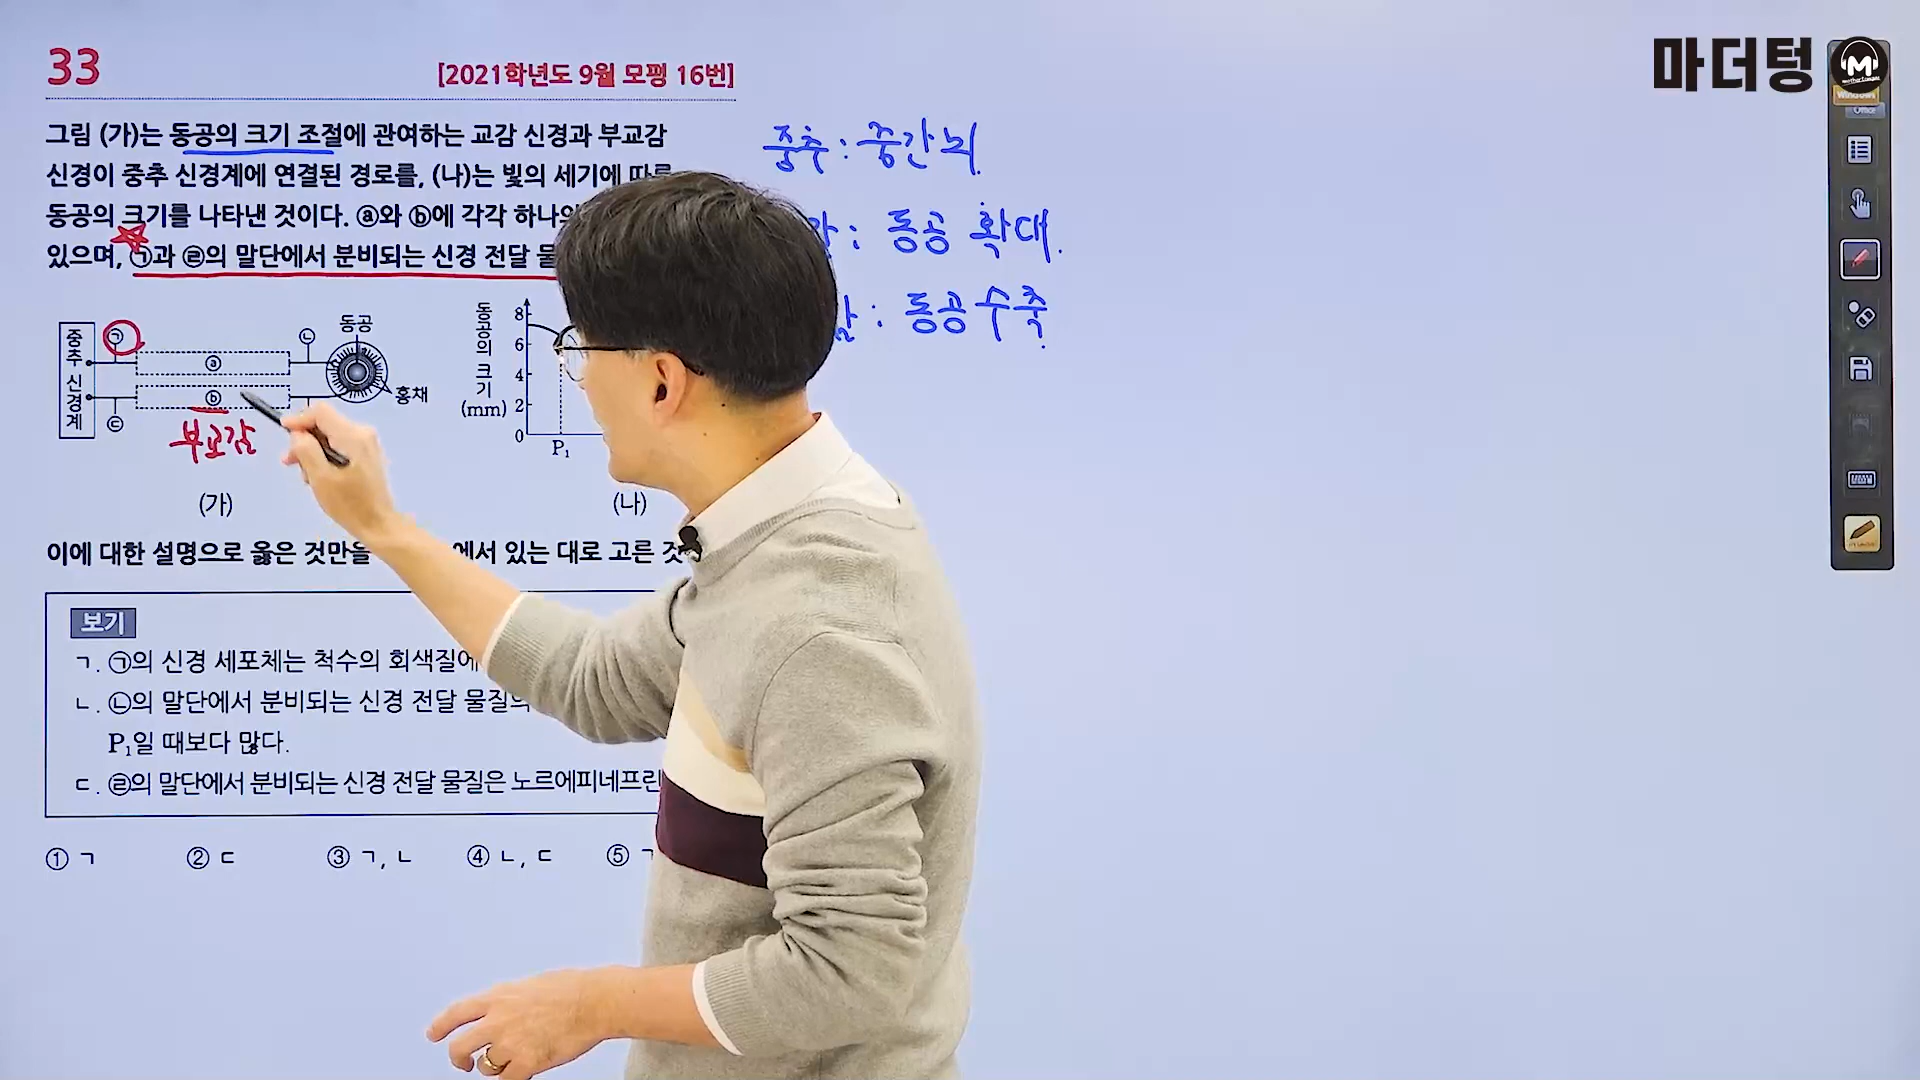 33
[2021학년도 9월 모평 16번]
마더텅
그림 (가)는 동공의 크기 조절에 관여하는 교감 신경과 부교감
신경이 중추 신경계에 연결된 경로를, (나)는 빛의 세기에 따른
동공의 크기를 나타낸 것이다. ⓐ와 ⓑ에 각각 하나의
있으며, ㉠과 ㉣의 말단에서 분비되는 신경 전달
중추 : 중간뇌
: 동공 확대.
: 동공 수축
중추 신경계
㉠
ⓐ
㉡
동공
ⓑ
㉢
홍채
부교감
(가)
동공의 크기 (mm)
8
6
4
2
0
P₁
(나)
이에 대한 설명으로 옳은 것만을 에서 있는 대로 고른 것
보기
ㄱ. ㉠의 신경 세포체는 척수의 회색질에
ㄴ. ㉡의 말단에서 분비되는 신경 전달 물질의
P₁일 때보다 많다.
ㄷ. ㉣의 말단에서 분비되는 신경 전달 물질은 노르에피네프린
① ㄱ ② ㄷ ③ ㄱ, ㄴ ④ ㄴ, ㄷ ⑤